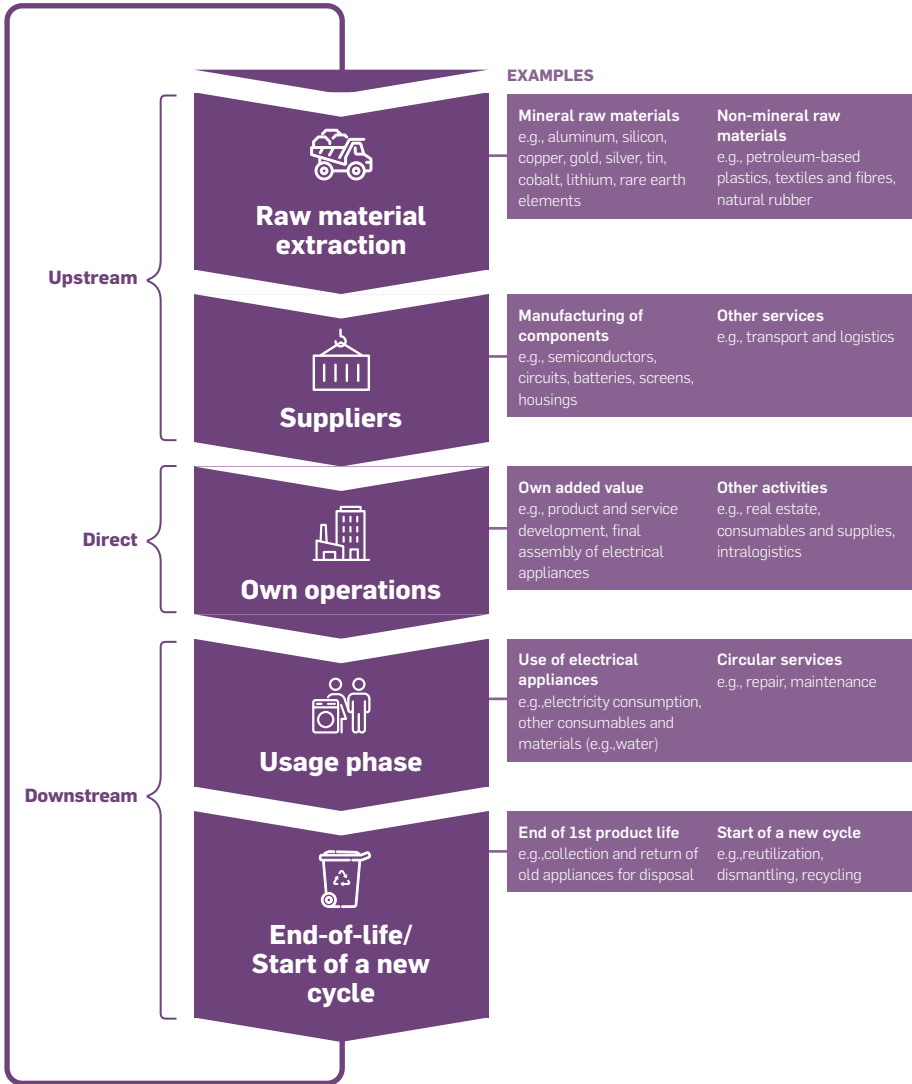 EXAMPLES
Upstream
Raw material
extraction
Mineral raw materials
e.g., aluminum, silicon,
copper, gold, silver, tin,
cobalt, lithium, rare earth
elements
Non-mineral raw
materials
e.g., petroleum-based
plastics, textiles and fibres,
natural rubber
Suppliers
Manufacturing of
components
e.g., semiconductors,
circuits, batteries, screens,
housings
Other services
e.g., transport and logistics
Direct
Own operations
Own added value
e.g., product and service
development, final
assembly of electrical
appliances
Other activities
e.g., real estate,
consumables and supplies,
intralogistics
Downstream
Usage phase
Use of electrical
appliances
e.g.,electricity consumption,
other consumables and
materials (e.g.,water)
Circular services
e.g., repair, maintenance
End-of-life/
Start of a new
cycle
End of 1st product life
e.g.,collection and return of
old appliances for disposal
Start of a new cycle
e.g.,reutilization,
dismantling, recycling